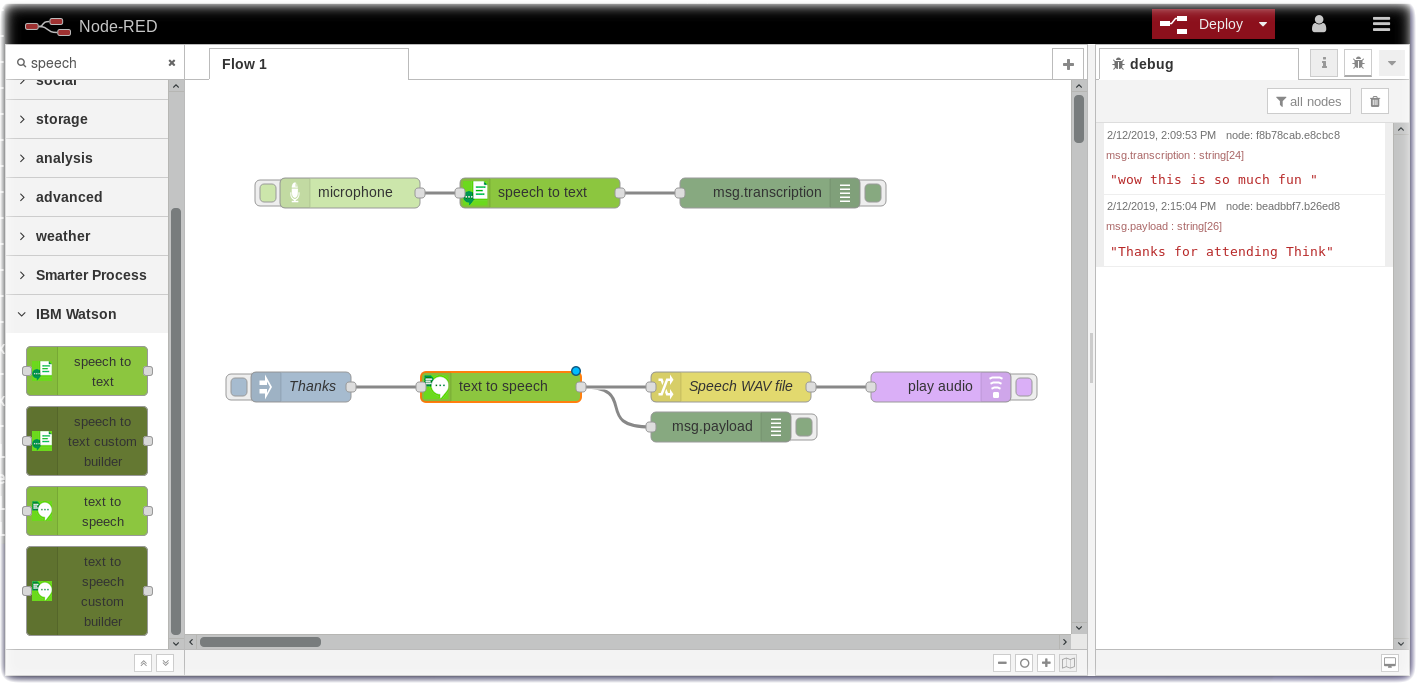 Node-RED
Deploy
speech
social
storage
analysis
advanced
weather
Smarter Process
IBM Watson
speech to
text
speech to
text custom
builder
text to
speech
text to
speech
custom
builder
Flow 1
microphone
speech to text
msg.transcription
Thanks
text to speech
Speech WAV file
play audio
msg.payload
debug
i
all nodes
2/12/2019, 2:09:53 PM node: f8b78cab.e8cbc8
msg.transcription : string[24]
"wow this is so much fun "
2/12/2019, 2:15:04 PM node: beadbbf7.b26ed8
msg.payload : string[26]
"Thanks for attending Think"